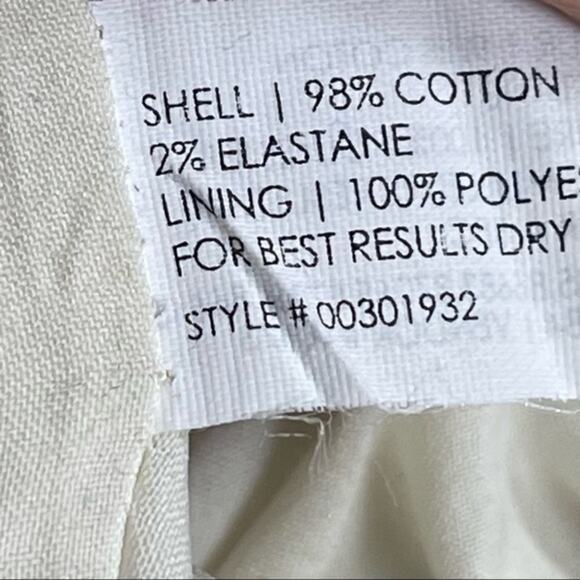 SHELL | 98% COTTON
2% ELASTANE
LINING | 100% POLYE
FOR BEST RESULTS DRY
STYLE # 00301932